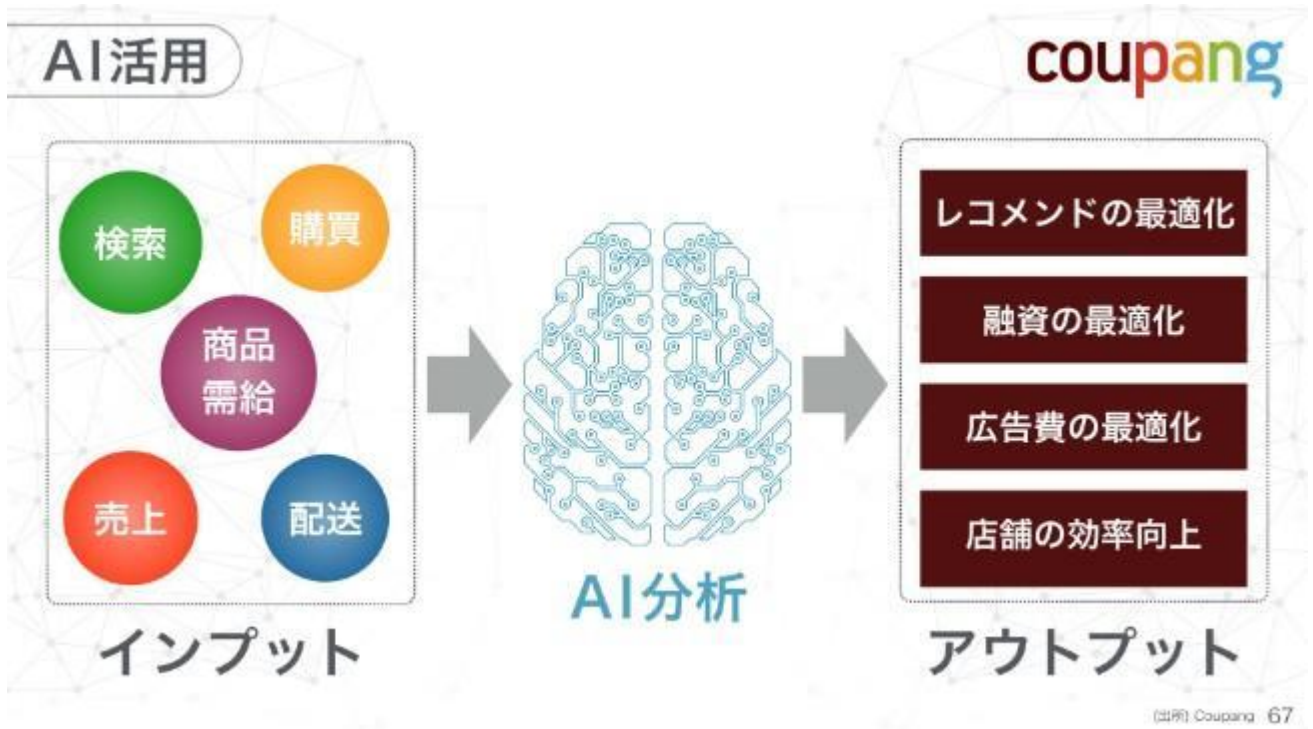 AI活用
coupang
検索
購買
商品
需給
売上
配送
インプット
AI分析
レコメンドの最適化
融資の最適化
広告費の最適化
店舗の効率向上
アウトプット
(出所) Coupang 67